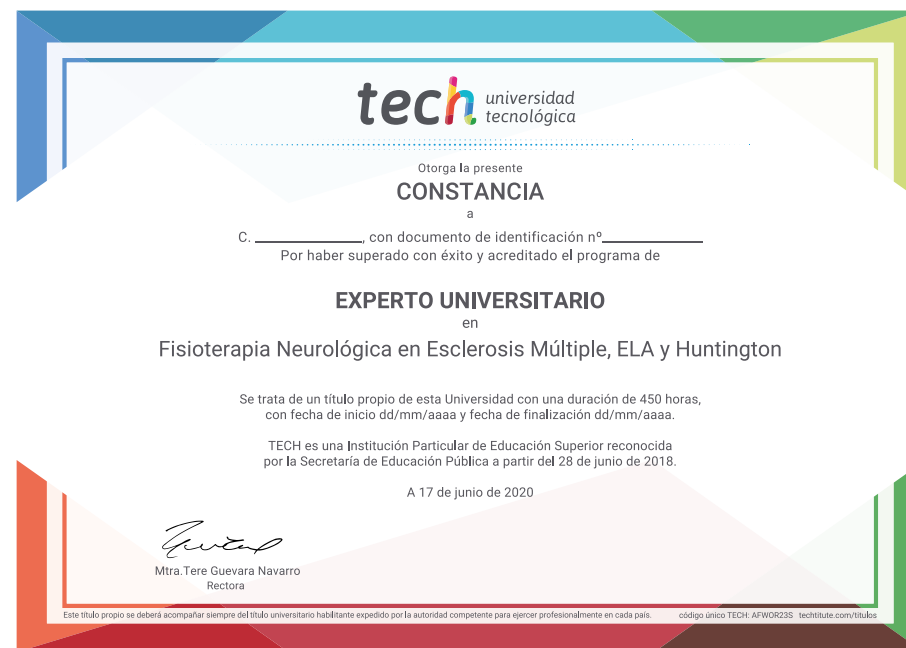 tech universidad
tecnológica
Otorga la presente
CONSTANCIA
a
C. ____________, con documento de identificación nº____________
Por haber superado con éxito y acreditado el programa de
EXPERTO UNIVERSITARIO
en
Fisioterapia Neurológica en Esclerosis Múltiple, ELA y Huntington
Se trata de un título propio de esta Universidad con una duración de 450 horas,
con fecha de inicio dd/mm/aaaa y fecha de finalización dd/mm/aaaa.
TECH es una Institución Particular de Educación Superior reconocida
por la Secretaría de Educación Pública a partir del 28 de junio de 2018.
A 17 de junio de 2020
Mtra.Tere Guevara Navarro
Rectora
Este título propio se deberá acompañar siempre del título universitario habilitante expedido por la autoridad competente para ejercer profesionalmente en cada país. código único TECH: AFWOR23S techtitute.com/titulos